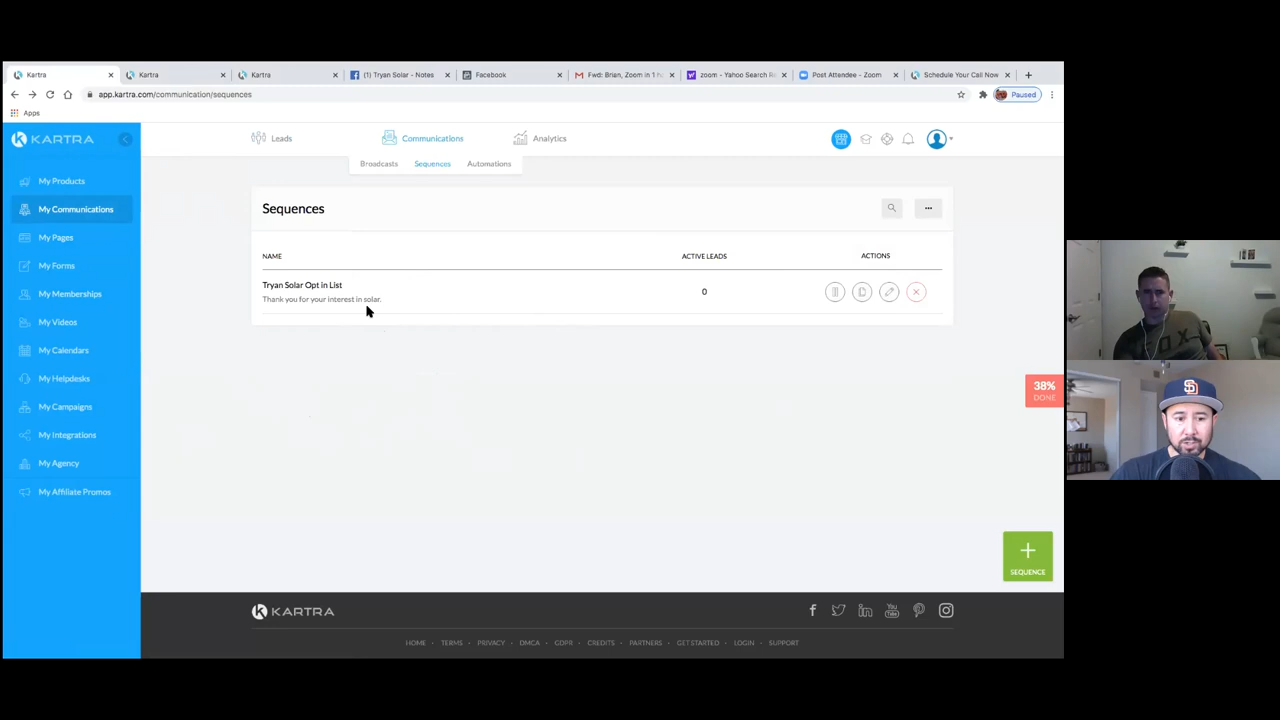 Kartra
Kartra
Kartra
(1) Tryan Solar - Notes
Facebook
Fwd: Brian, Zoom in 1 h
zoom - Yahoo Search R
Post Attendee - Zoom
Schedule Your Call Now
app.kartra.com/communication/sequences
Paused
Apps
KARTRA
Leads
Communications
Analytics
Broadcasts
Sequences
Automations
My Products
My Communications
My Pages
My Forms
My Memberships
My Videos
My Calendars
My Helpdesks
My Campaigns
My Integrations
My Agency
My Affiliate Promos
Sequences
NAME
ACTIVE LEADS
ACTIONS
Tryan Solar Opt in List
Thank you for your interest in solar.
0
38%
DONE
SEQUENCE
KARTRA
HOME · TERMS · PRIVACY · DMCA · GDPR · CREDITS · PARTNERS · GET STARTED · LOGIN · SUPPORT